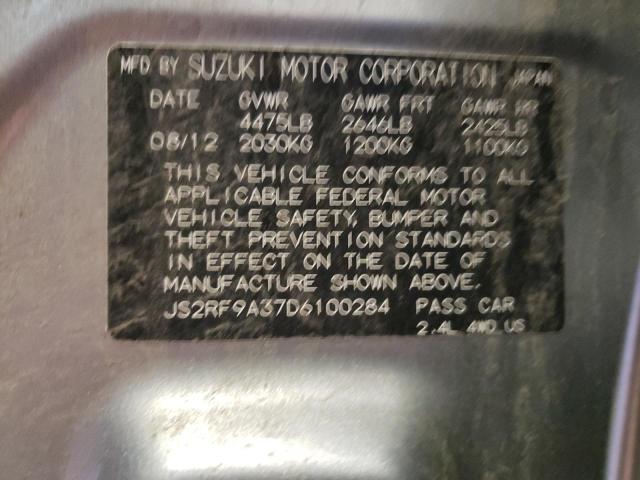 MFD BY SUZUKI MOTOR CORPORATION JAPAN
DATE GVWR GAWR FRT GAWR RR
4475LB 2646LB 2425LB
08/12 2030KG 1200KG 1100KG
THIS VEHICLE CONFORMS TO ALL
APPLICABLE FEDERAL MOTOR
VEHICLE SAFETY, BUMPER AND
THEFT PREVENTION STANDARDS
IN EFFECT ON THE DATE OF
MANUFACTURE SHOWN ABOVE.
JS2RF9A37D6100284 PASS CAR
2.4L 4WD US